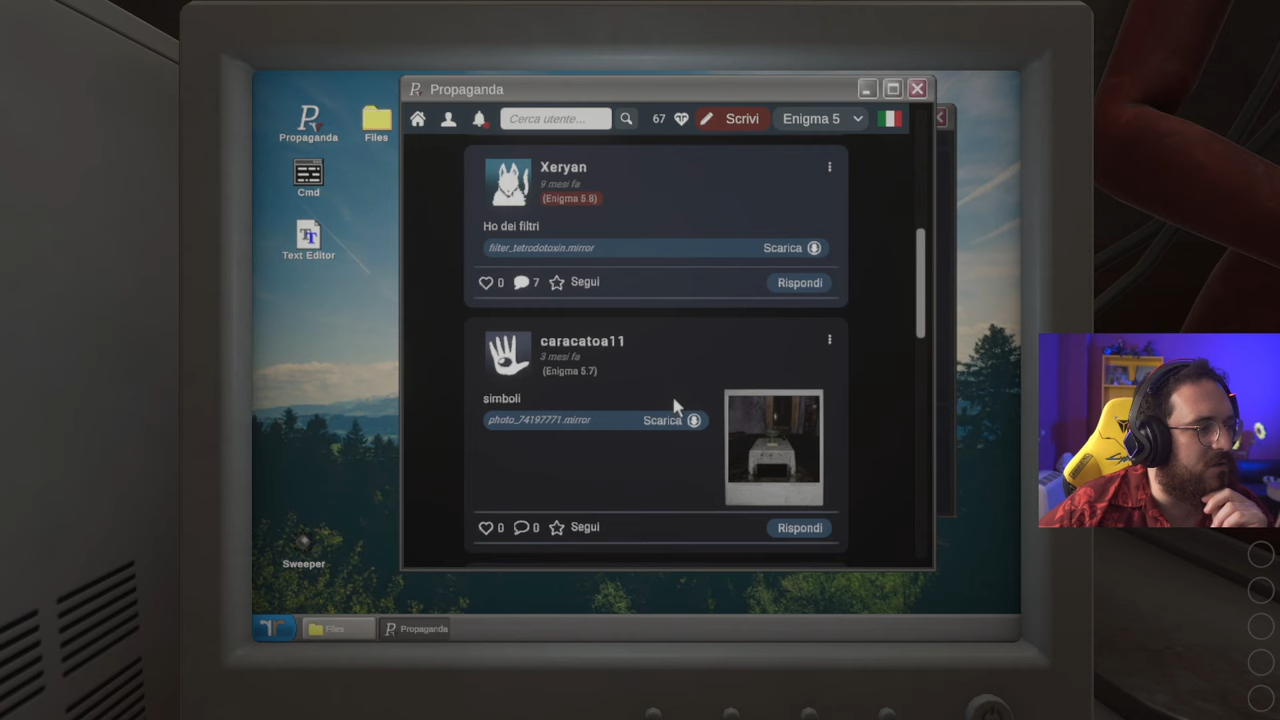 Propaganda
Cerca utente...
67
Scrivi
Enigma 5
Propaganda
Files
Cmd
Text Editor
Xeryan
9 mesi fa
(Enigma 5.8)
Ho dei filtri
filter_tetrodotoxin.mirror
Scarica
0
7
Segui
Rispondi
caracatoa11
3 mesi fa
(Enigma 5.7)
simboli
photo_74197771.mirror
Scarica
0
0
Segui
Rispondi
Sweeper
Files
Propaganda